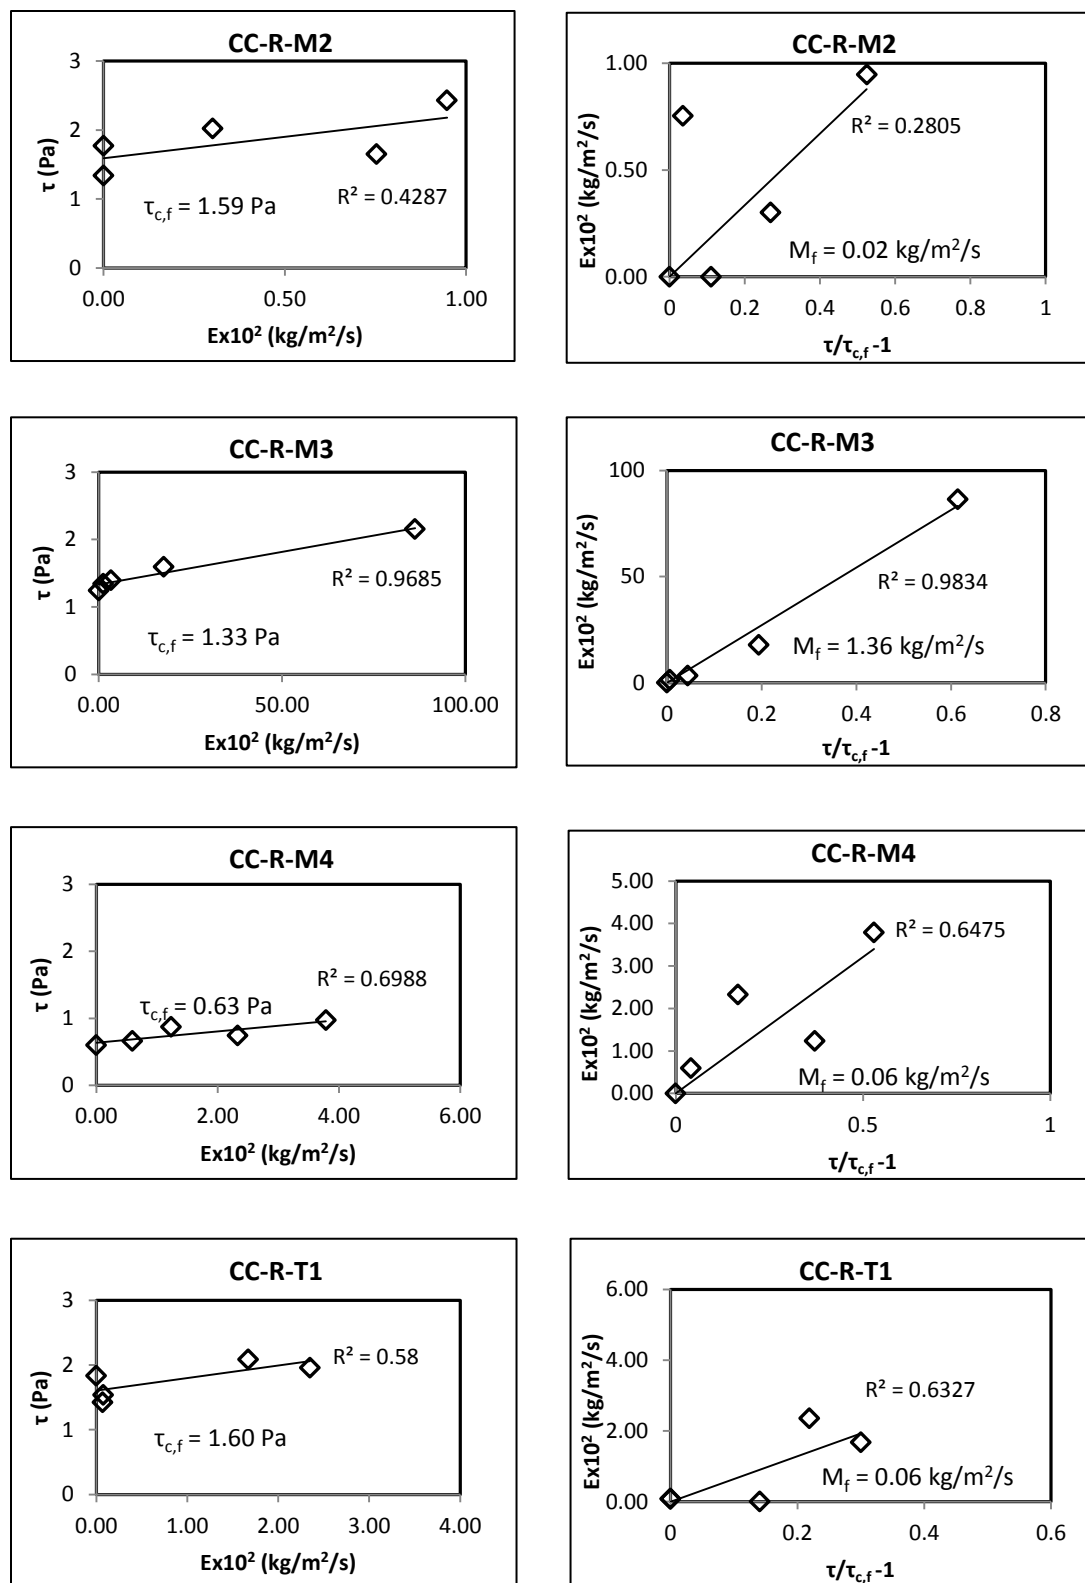 CC-R-M2
3
2
1
0
τ (Pa)
τc,f = 1.59 Pa
R² = 0.4287
0.00 0.50 1.00
Ex10² (kg/m²/s)
CC-R-M2
1.00
0.50
0.00
Ex10² (kg/m²/s)
R² = 0.2805
Mf = 0.02 kg/m²/s
0 0.2 0.4 0.6 0.8 1
τ/τc,f -1
CC-R-M3
3
2
1
0
τ (Pa)
R² = 0.9685
τc,f = 1.33 Pa
0.00 50.00 100.00
Ex10² (kg/m²/s)
CC-R-M3
100
50
0
Ex10² (kg/m²/s)
R² = 0.9834
Mf = 1.36 kg/m²/s
0 0.2 0.4 0.6 0.8
τ/τc,f -1
CC-R-M4
3
2
1
0
τ (Pa)
R² = 0.6988
τc,f = 0.63 Pa
0.00 2.00 4.00 6.00
Ex10² (kg/m²/s)
CC-R-M4
5.00
4.00
3.00
2.00
1.00
0.00
Ex10² (kg/m²/s)
R² = 0.6475
Mf = 0.06 kg/m²/s
0 0.5 1
τ/τc,f -1
CC-R-T1
3
2
1
0
τ (Pa)
R² = 0.58
τc,f = 1.60 Pa
0.00 1.00 2.00 3.00 4.00
Ex10² (kg/m²/s)
CC-R-T1
6.00
4.00
2.00
0.00
Ex10² (kg/m²/s)
R² = 0.6327
Mf = 0.06 kg/m²/s
0 0.2 0.4 0.6
τ/τc,f -1